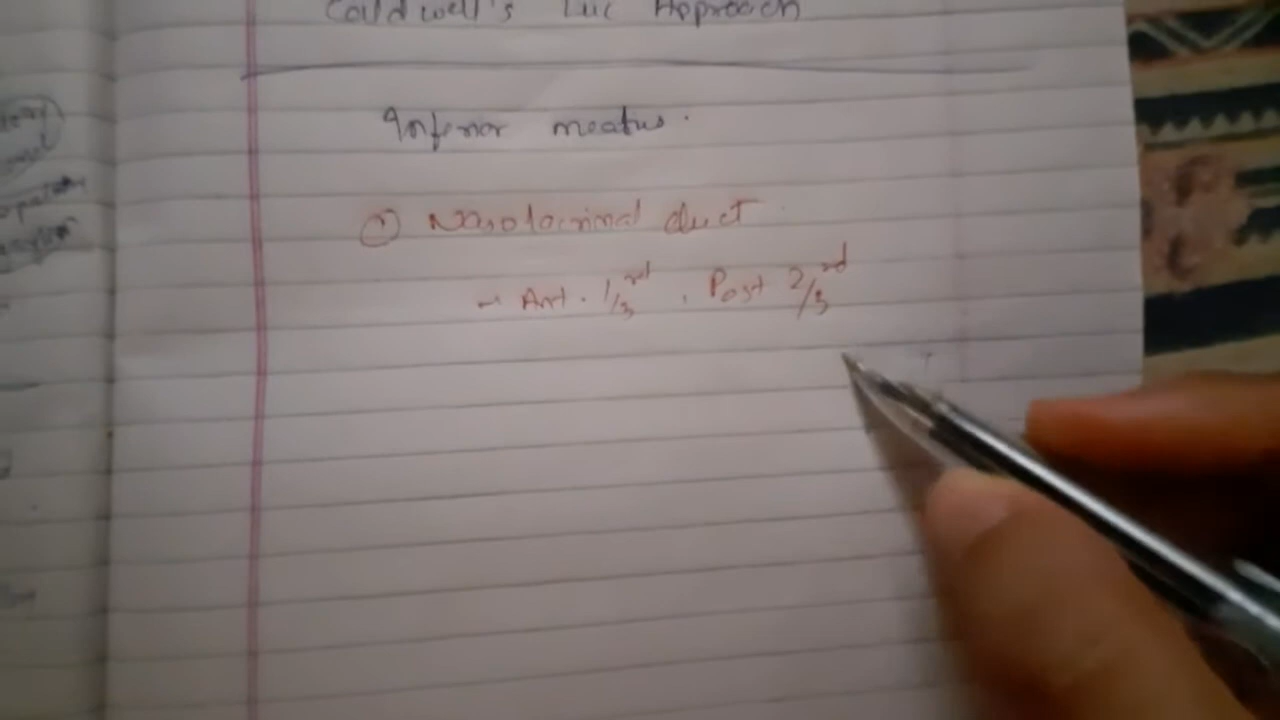 Caldwell's Luc Approach
Inferior meatus.
① Nasolacrimal duct
→ Ant. 1/3rd , Post 2/3rd